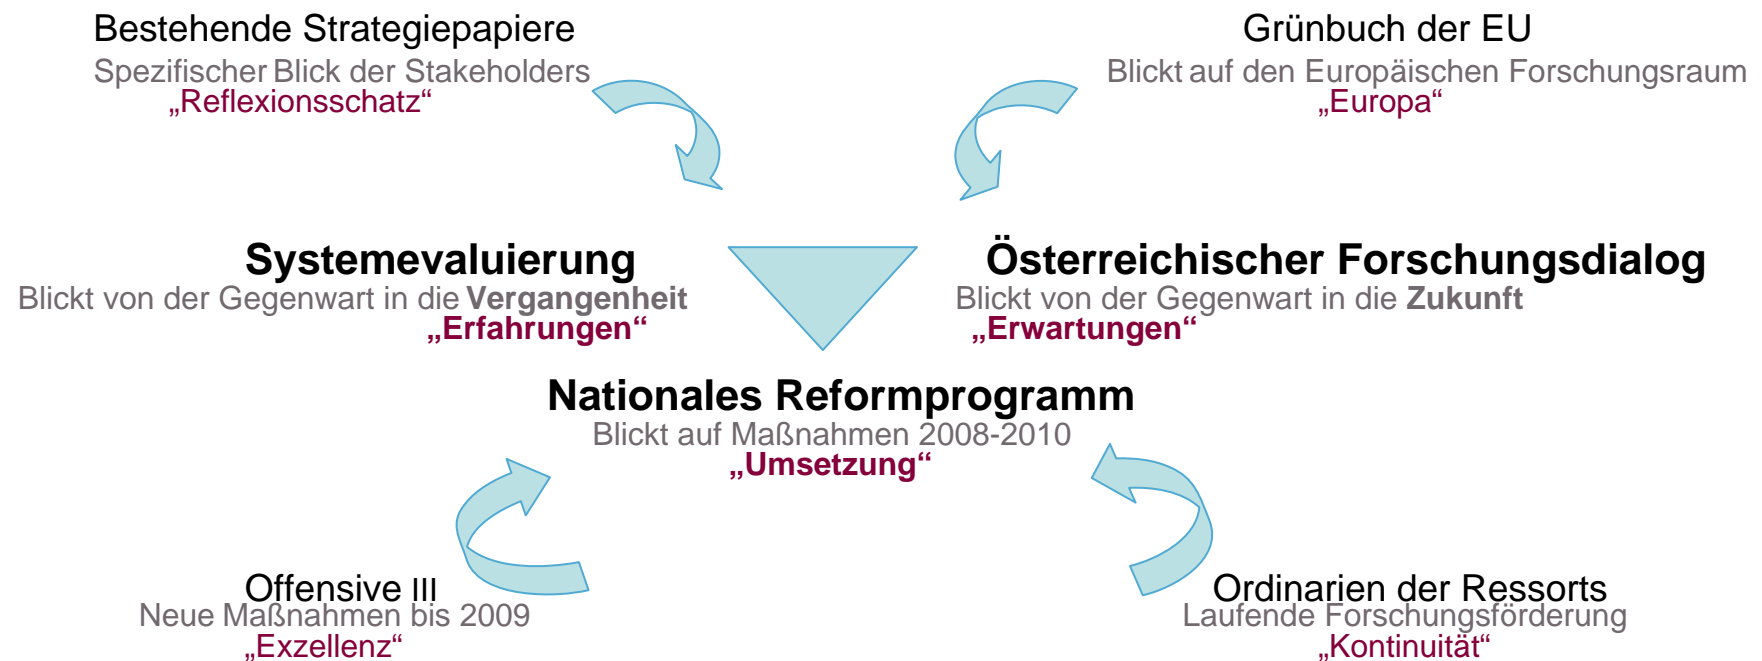 Bestehende Strategiepapiere
Spezifischer Blick der Stakeholders
„Reflexionsschatz“
Grünbuch der EU
Blickt auf den Europäischen Forschungsraum
„Europa“
Systemevaluierung
Blickt von der Gegenwart in die Vergangenheit
„Erfahrungen“
Österreichischer Forschungsdialog
Blickt von der Gegenwart in die Zukunft
„Erwartungen“
Nationales Reformprogramm
Blickt auf Maßnahmen 2008-2010
„Umsetzung“
Offensive III
Neue Maßnahmen bis 2009
„Exzellenz“
Ordinarien der Ressorts
Laufende Forschungsförderung
„Kontinuität“